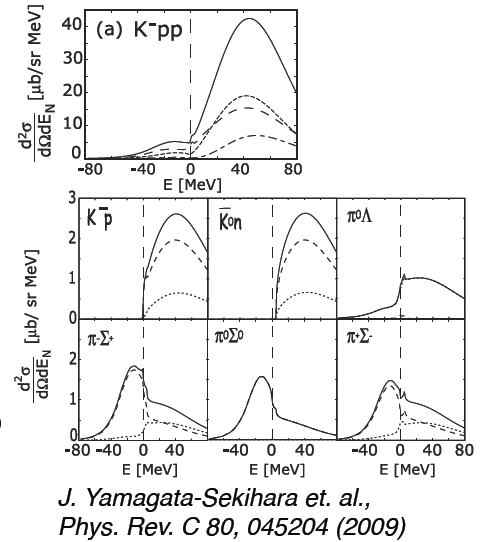 (a) K⁻pp
d²σ/dΩdE_N [μb/sr MeV]
40
30
20
10
0
-80 -40 0 40 80
E [MeV]
K⁻p
K̄⁰n
π⁰Λ
3
2
1
0
d²σ/dΩdE_N [μb/ sr MeV]
π⁻Σ⁺
π⁰Σ⁰
π⁺Σ⁻
2
1
0
-80 -40 0 40 -40 0 40 -40 0 40 80
E [MeV] E [MeV] E [MeV]
J. Yamagata-Sekihara et. al.,
Phys. Rev. C 80, 045204 (2009)